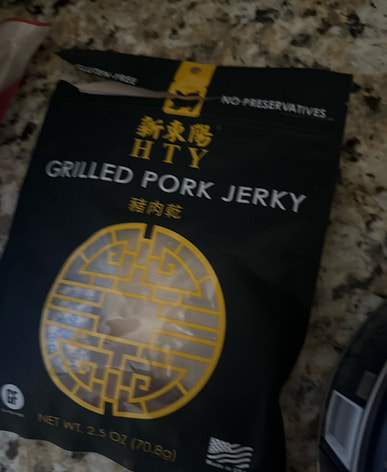 GLUTEN-FREE
NO-PRESERVATIVES
新東陽
HTY
GRILLED PORK JERKY
豬肉乾
GF
NET WT. 2.5 OZ (70.8g)